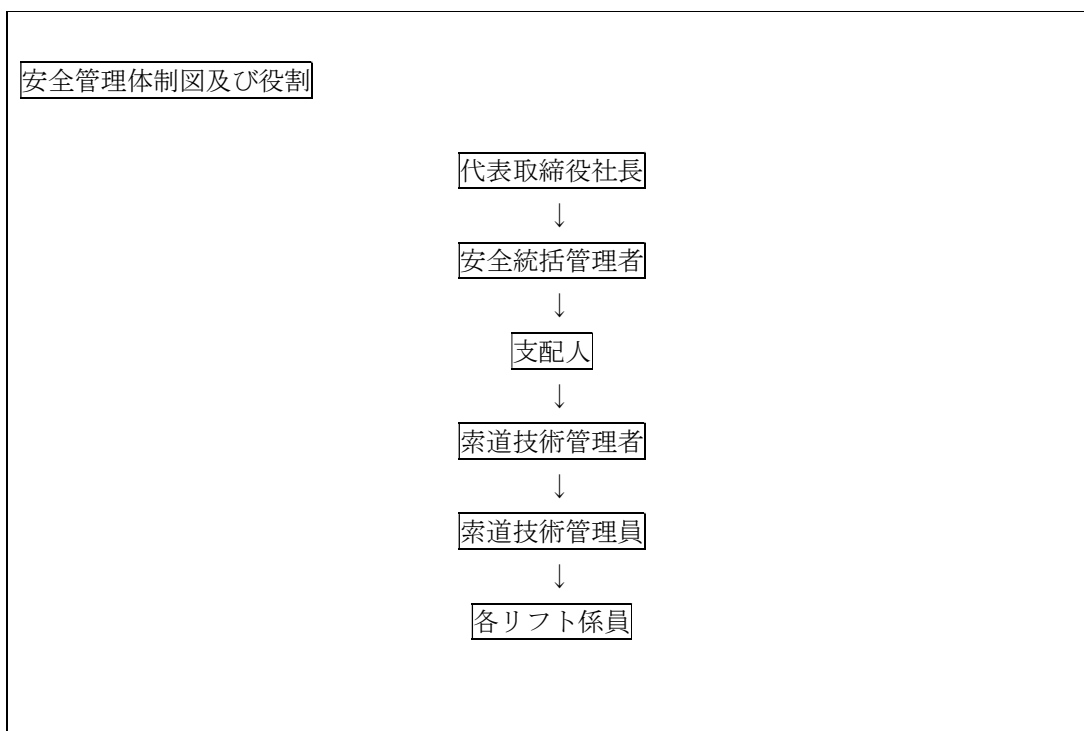 安全管理体制図及び役割
代表取締役社長
↓
安全統括管理者
↓
支配人
↓
索道技術管理者
↓
索道技術管理員
↓
各リフト係員